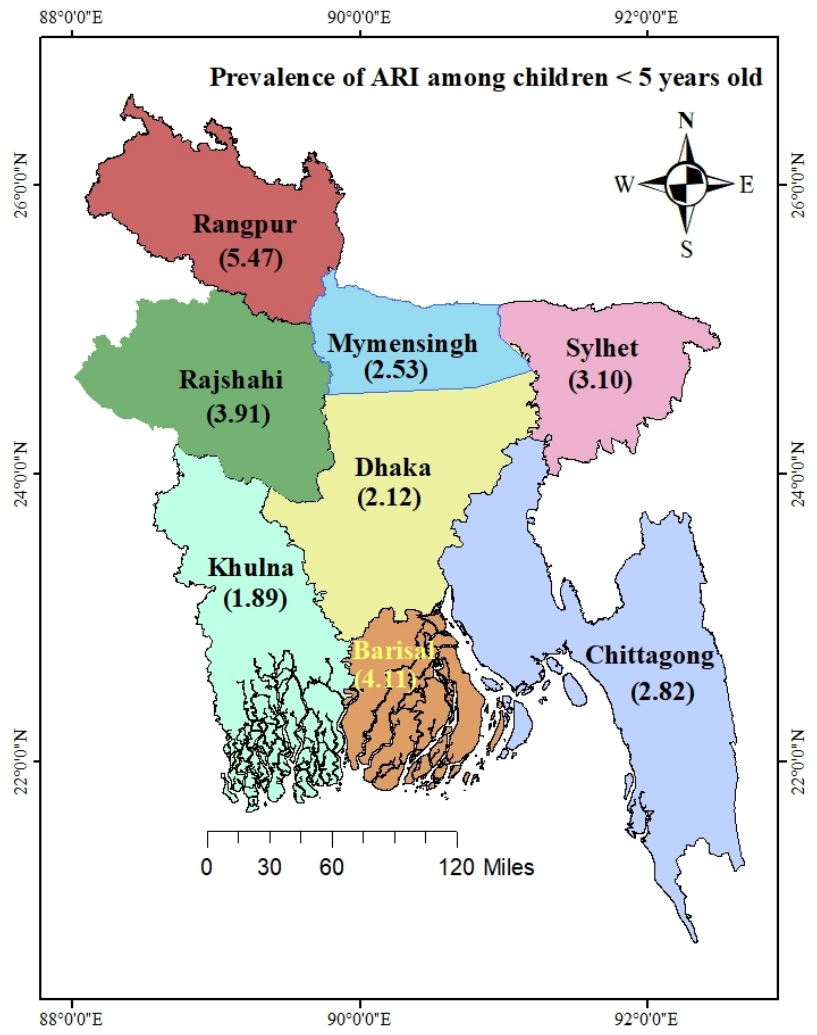 88°0'0"E 90°0'0"E 92°0'0"E
Prevalence of ARI among children < 5 years old
N
W E
S
26°0'0"N 26°0'0"N
Rangpur
(5.47)
Mymensingh
(2.53)
Sylhet
(3.10)
Rajshahi
(3.91)
Dhaka
(2.12)
24°0'0"N 24°0'0"N
Khulna
(1.89)
Barisal
(4.11)
Chittagong
(2.82)
22°0'0"N 22°0'0"N
0 30 60 120 Miles
88°0'0"E 90°0'0"E 92°0'0"E